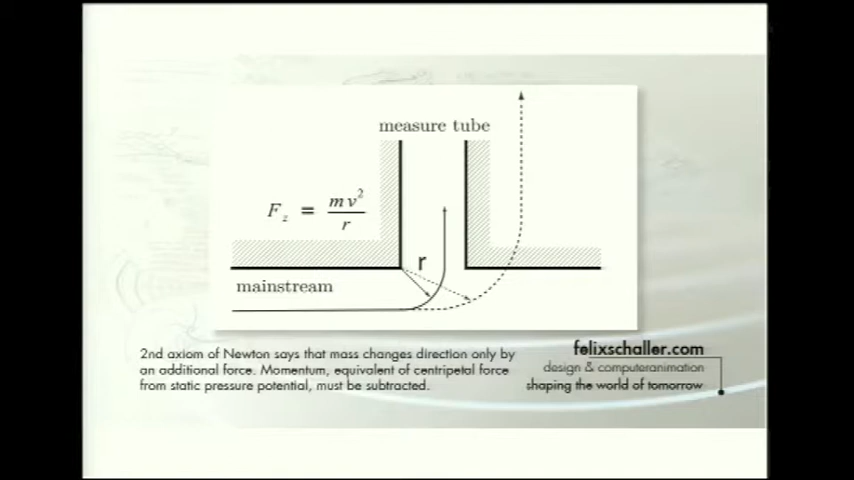 measure tube
F_z = mv²/r
r
mainstream
2nd axiom of Newton says that mass changes direction only by
an additional force. Momentum, equivalent of centripetal force
from static pressure potential, must be subtracted.
felixschaller.com
design & computeranimation
shaping the world of tomorrow